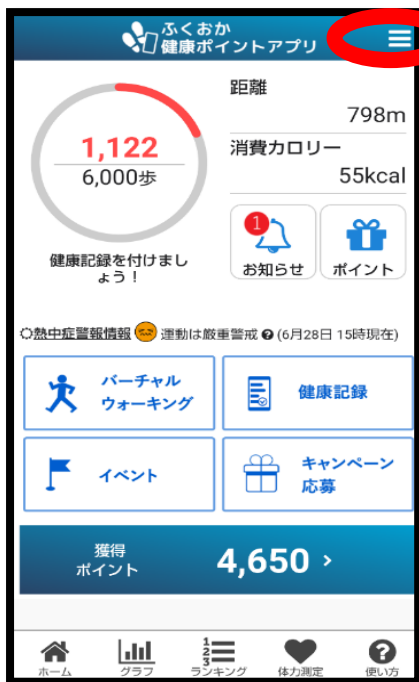 ふくおか
健康ポイントアプリ
距離
798m
1,122
6,000歩
消費カロリー
55kcal
健康記録を付けまし
ょう！
1
お知らせ
ポイント
熱中症警報情報 運動は厳重警戒 ? (6月28日 15時現在)
バーチャル
ウォーキング
健康記録
イベント
キャンペーン
応募
獲得
ポイント
4,650 ›
1
2
3
?
ホーム
グラフ
ランキング
体力測定
使い方